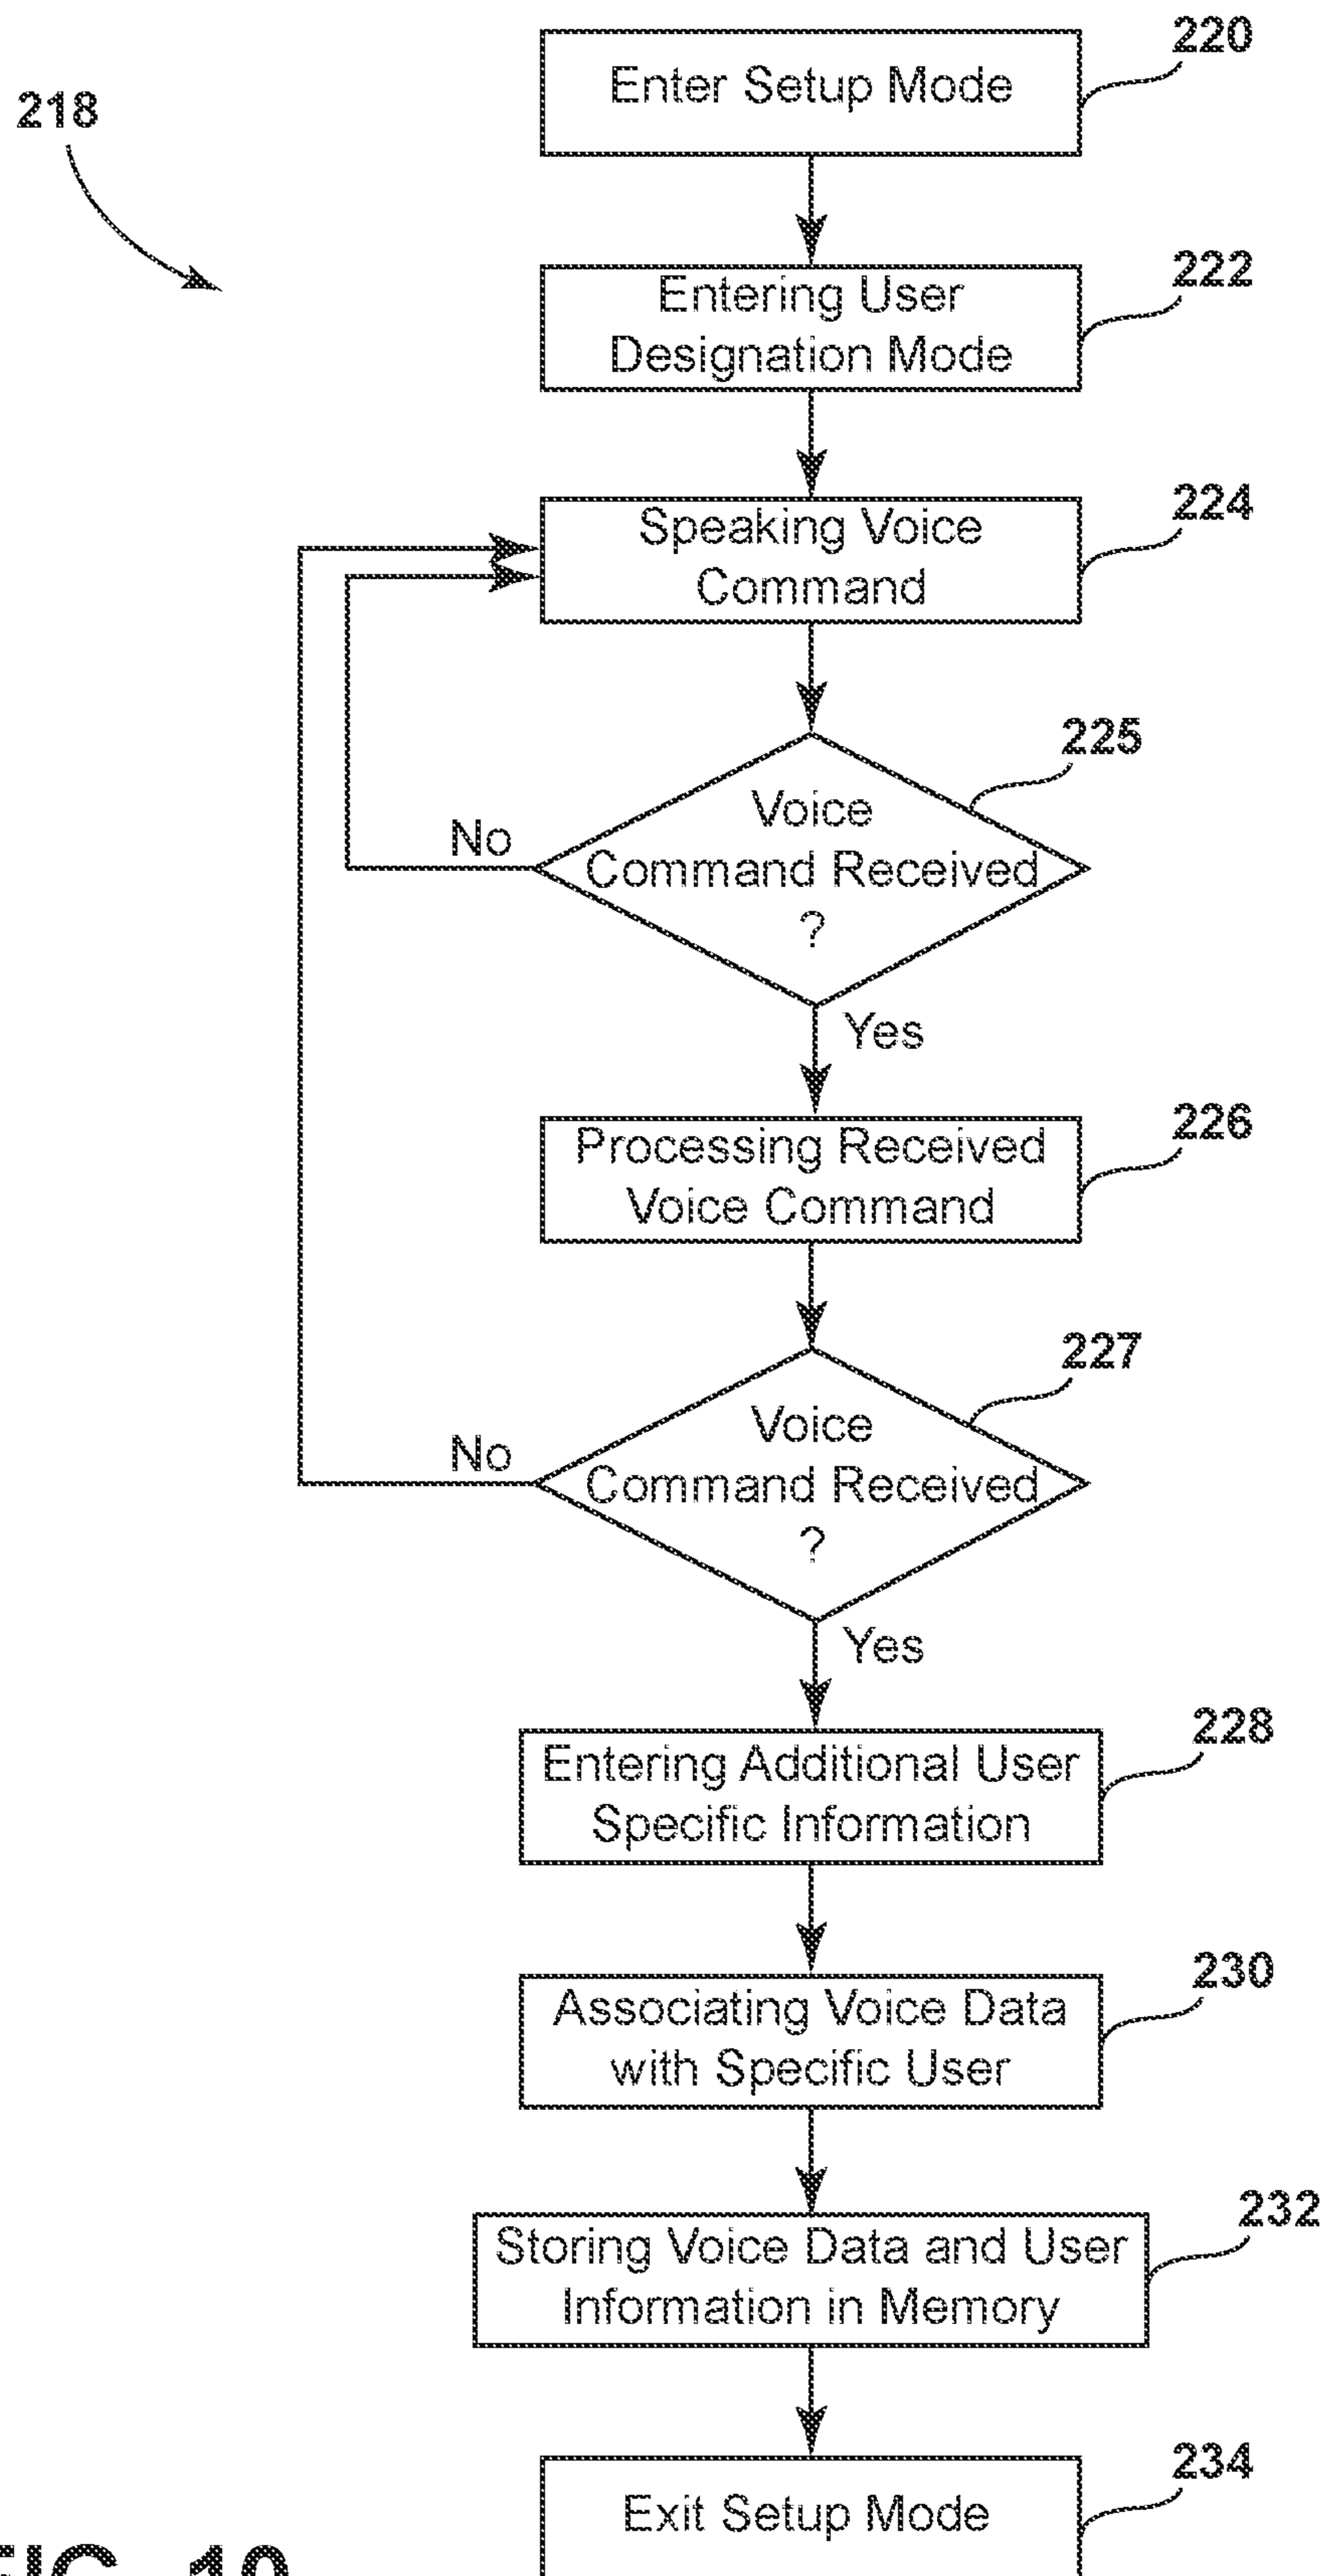 220
Enter Setup Mode
218
222
Entering User
Designation Mode
224
Speaking Voice
Command
225
Voice
Command Received
?
No
Yes
226
Processing Received
Voice Command
227
Voice
Command Received
?
No
Yes
228
Entering Additional User
Specific Information
230
Associating Voice Data
with Specific User
232
Storing Voice Data and User
Information in Memory
234
Exit Setup Mode